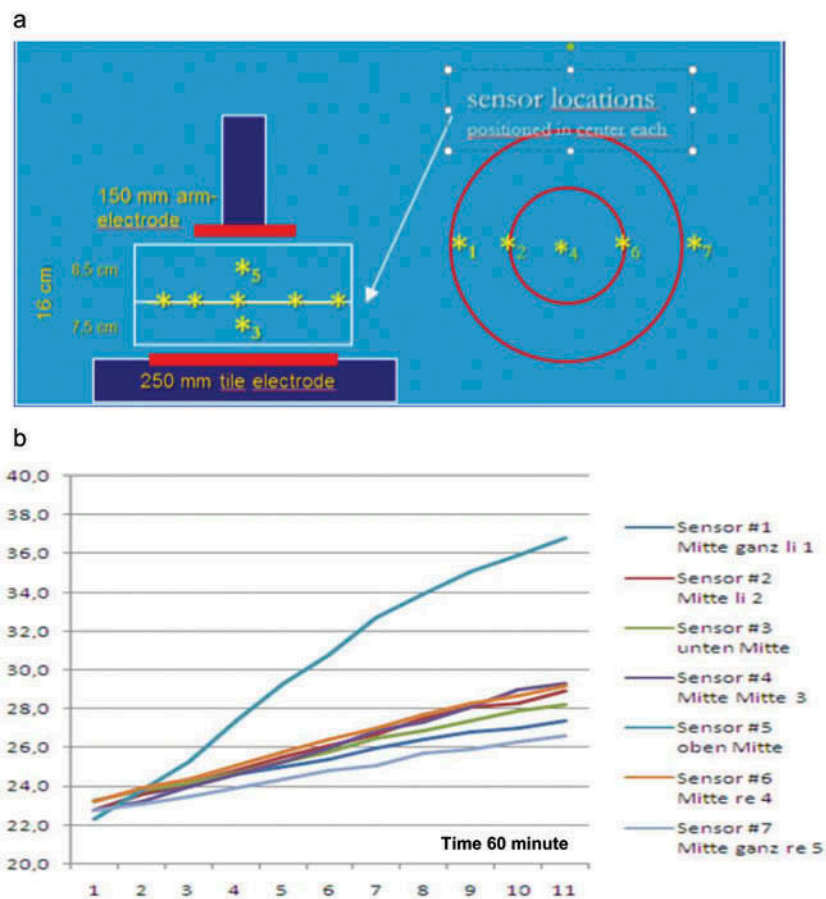 a
sensor locations
positioned in center each
150 mm arm-
electrode
16 cm
8.5 cm
7.5 cm
5
3
250 mm tile electrode
1
2
4
6
7
b
40,0
38,0
36,0
34,0
32,0
30,0
28,0
26,0
24,0
22,0
20,0
Time 60 minute
1 2 3 4 5 6 7 8 9 10 11
Sensor #1
Mitte ganz li 1
Sensor #2
Mitte li 2
Sensor #3
unten Mitte
Sensor #4
Mitte Mitte 3
Sensor #5
oben Mitte
Sensor #6
Mitte re 4
Sensor #7
Mitte ganz re 5